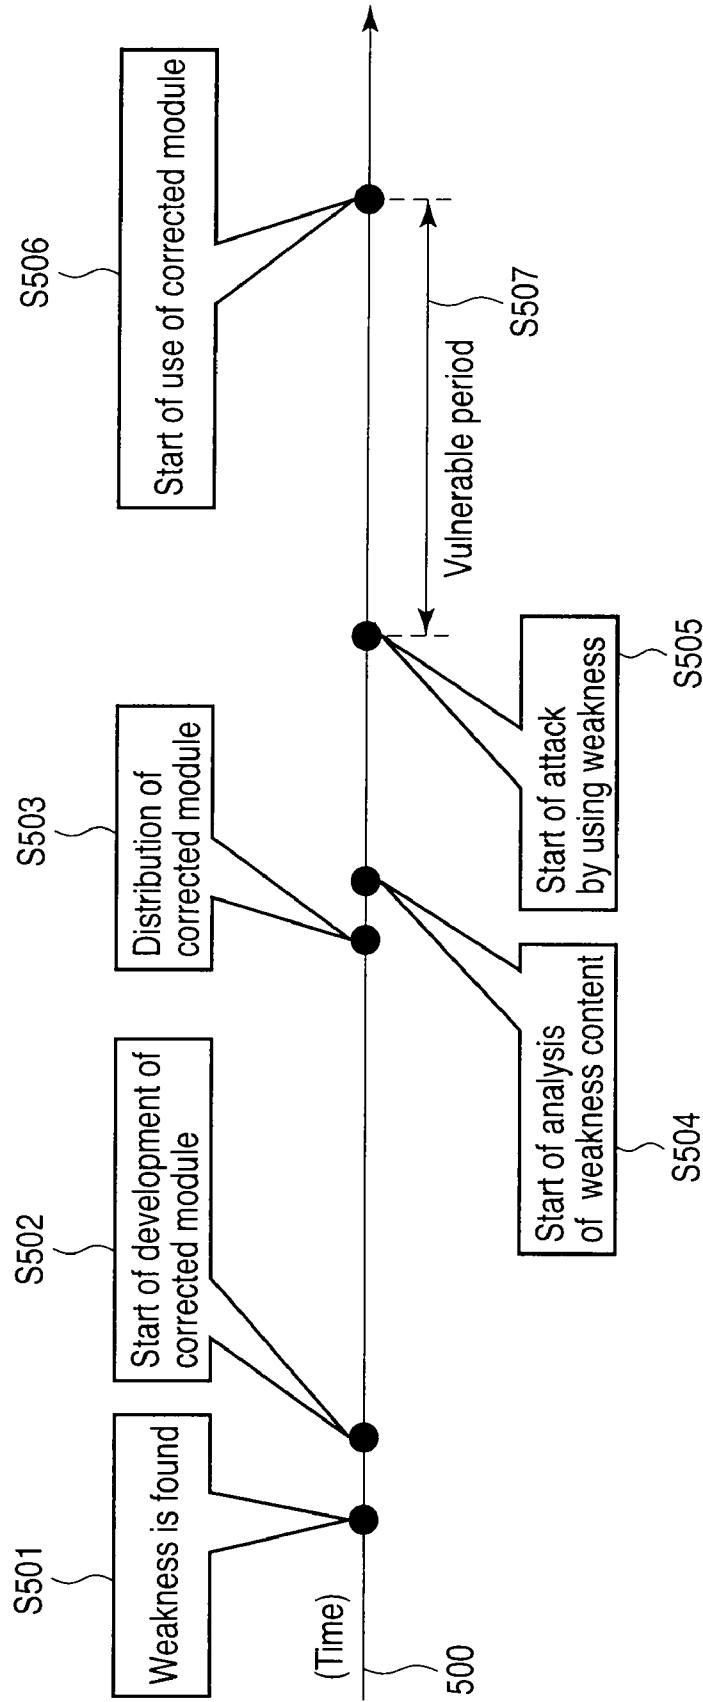 S501
Weakness is found
S502
Start of development of
corrected module
S503
Distribution of
corrected module
S506
Start of use of corrected module
(Time)
500
S504
Start of analysis
of weakness content
S505
Start of attack
by using weakness
Vulnerable period
S507